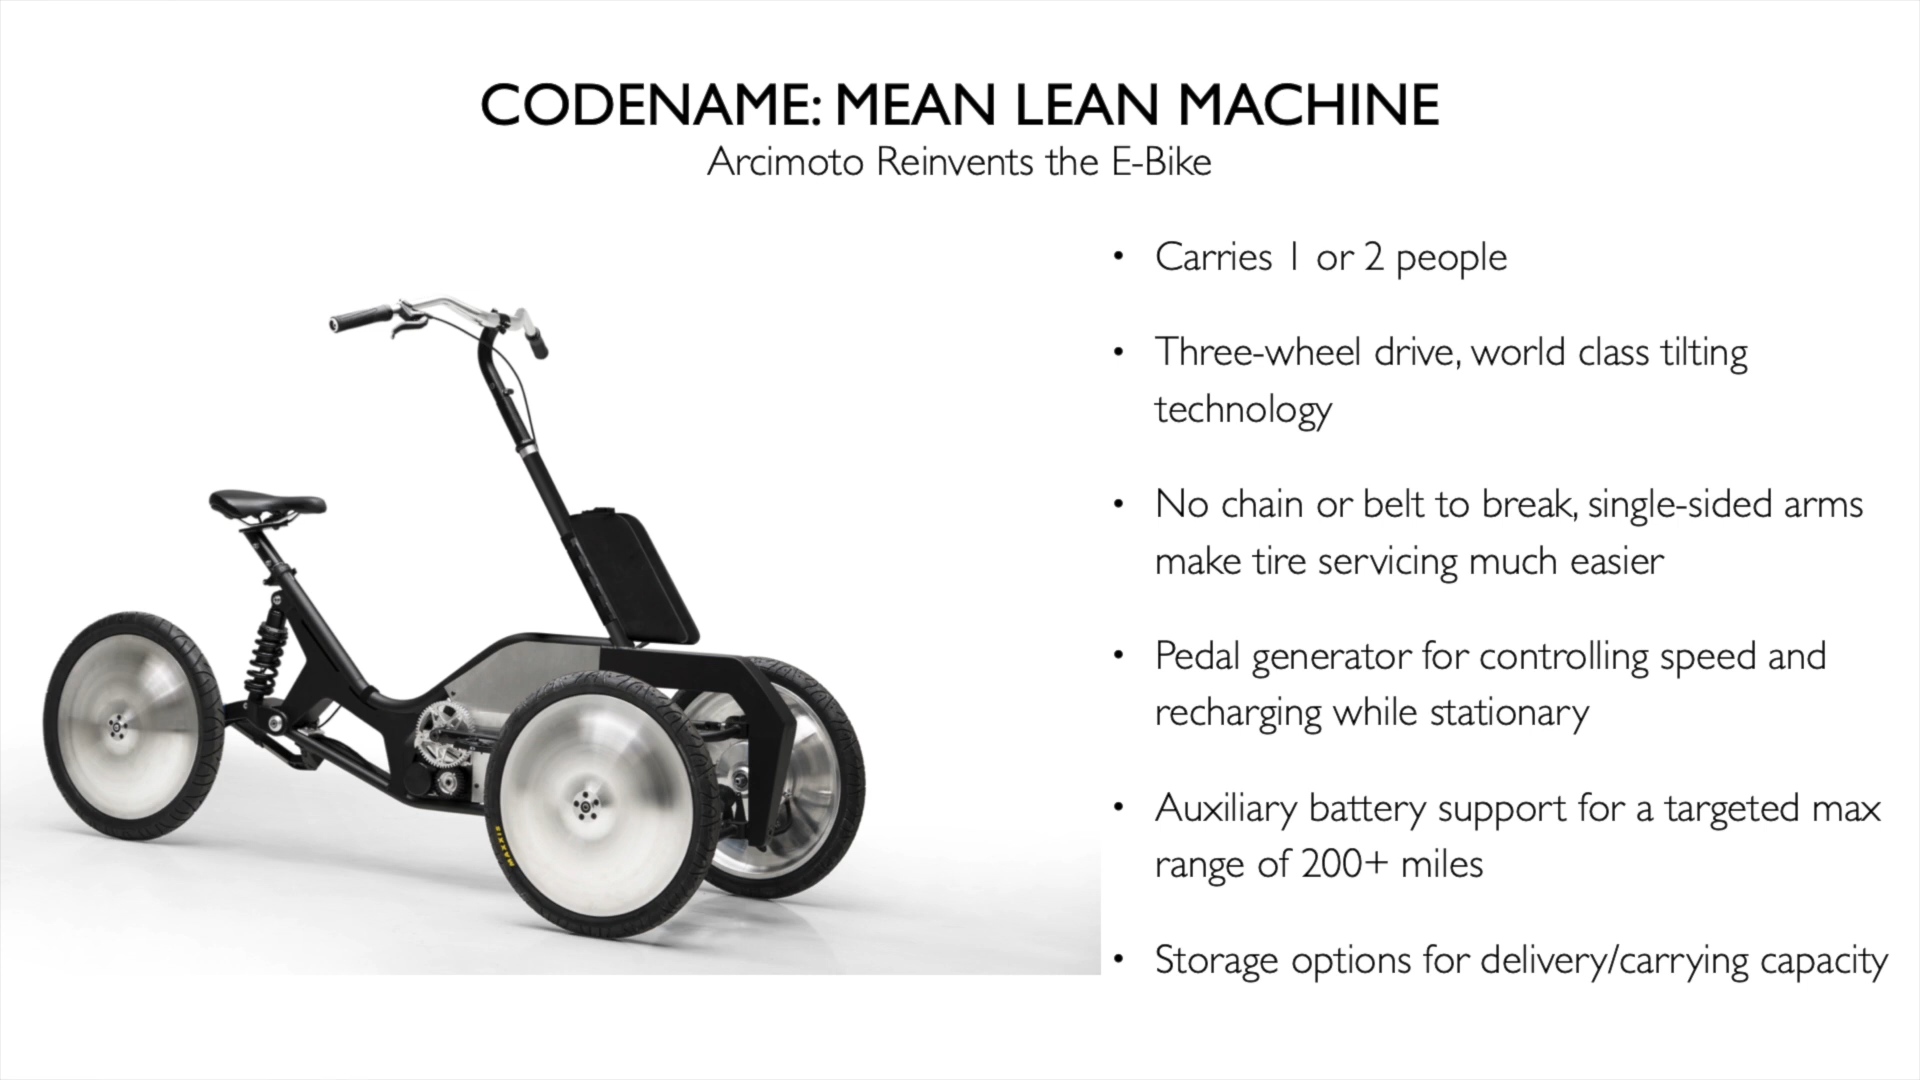 CODENAME: MEAN LEAN MACHINE
Arcimoto Reinvents the E-Bike
• Carries 1 or 2 people
• Three-wheel drive, world class tilting
technology
• No chain or belt to break, single-sided arms
make tire servicing much easier
• Pedal generator for controlling speed and
recharging while stationary
• Auxiliary battery support for a targeted max
range of 200+ miles
• Storage options for delivery/carrying capacity
MAXXIS